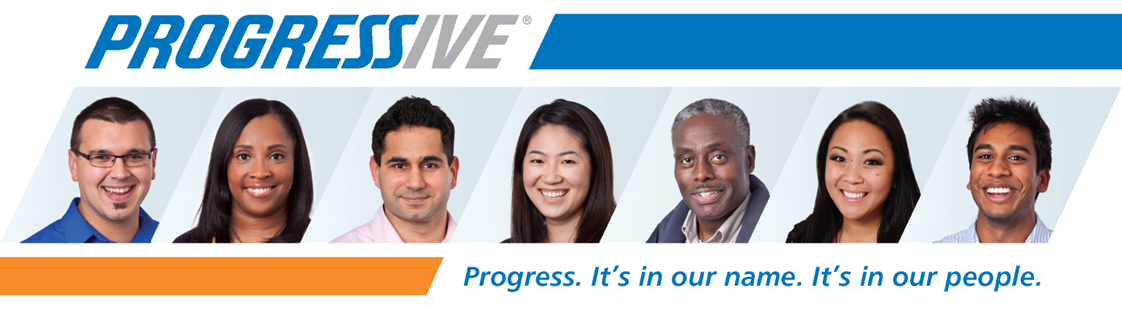 PROGRESSIVE®
Progress. It's in our name. It's in our people.